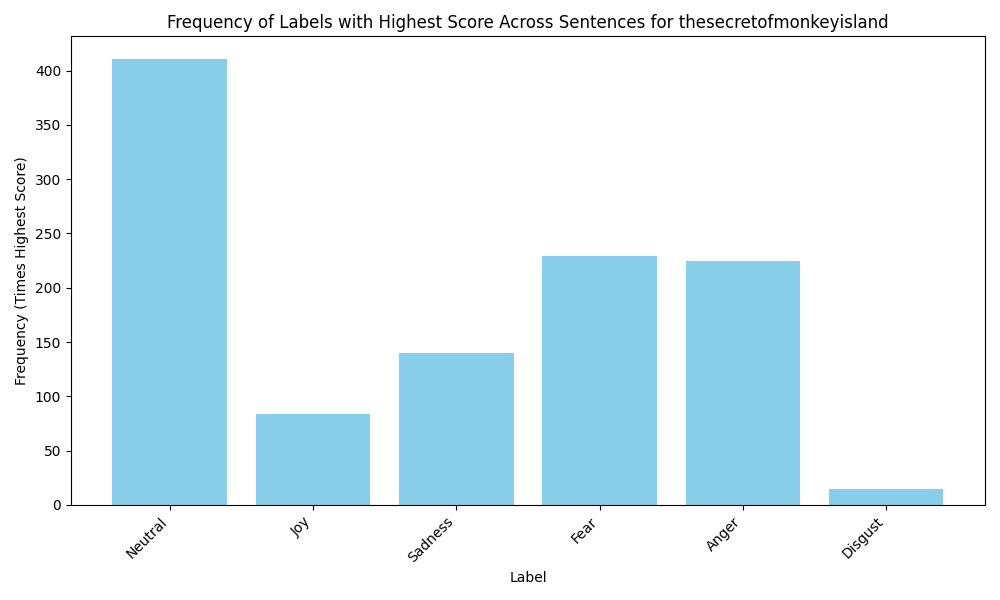 Frequency of Labels with Highest Score Across Sentences for thesecretofmonkeyisland
Frequency (Times Highest Score)
400
350
300
250
200
150
100
50
0
Neutral
Joy
Sadness
Fear
Anger
Disgust
Label